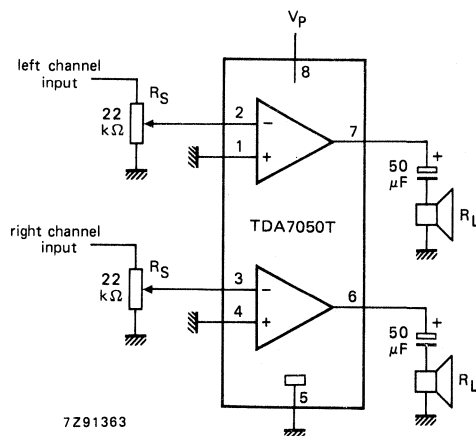 V_P
8
left channel
input
R_S
22
kΩ
2
−
1
+
7
+
50
μF
R_L
TDA7050T
right channel
input
R_S
22
kΩ
3
−
4
+
6
+
50
μF
R_L
5
7Z91363